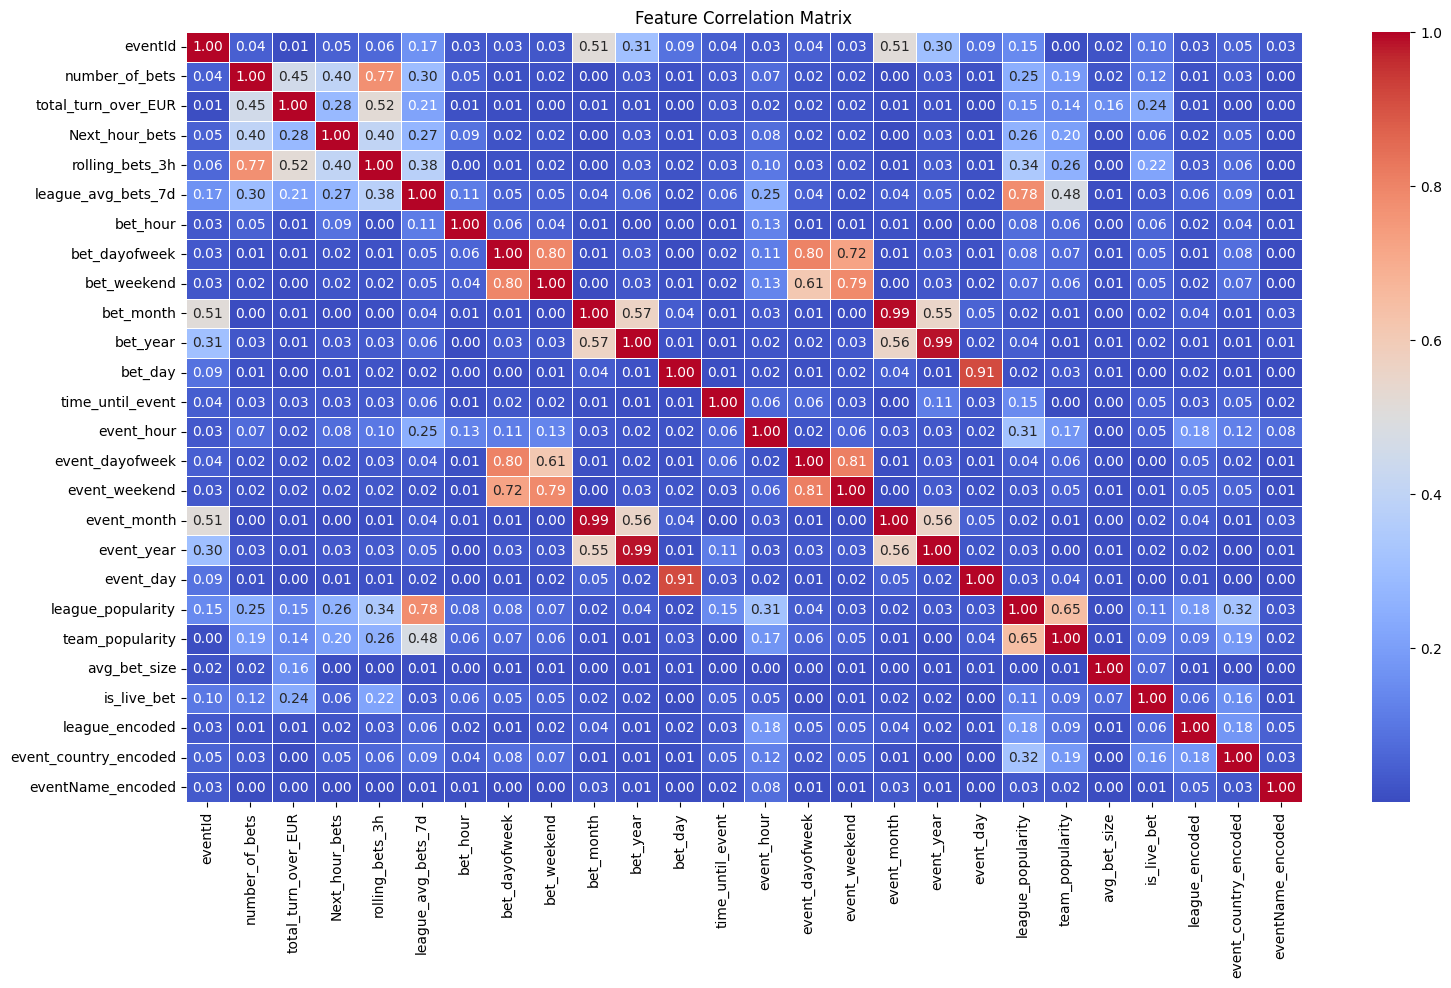 Feature Correlation Matrix
eventId 1.00 0.04 0.01 0.05 0.06 0.17 0.03 0.03 0.03 0.51 0.31 0.09 0.04 0.03 0.04 0.03 0.51 0.30 0.09 0.15 0.00 0.02 0.10 0.03 0.05 0.03
number_of_bets 0.04 1.00 0.45 0.40 0.77 0.30 0.05 0.01 0.02 0.00 0.03 0.01 0.03 0.07 0.02 0.02 0.00 0.03 0.01 0.25 0.19 0.02 0.12 0.01 0.03 0.00
total_turn_over_EUR 0.01 0.45 1.00 0.28 0.52 0.21 0.01 0.01 0.00 0.01 0.01 0.00 0.03 0.02 0.02 0.02 0.01 0.01 0.00 0.15 0.14 0.16 0.24 0.01 0.00 0.00
Next_hour_bets 0.05 0.40 0.28 1.00 0.40 0.27 0.09 0.02 0.02 0.00 0.03 0.01 0.03 0.08 0.02 0.02 0.00 0.03 0.01 0.26 0.20 0.00 0.06 0.02 0.05 0.00
rolling_bets_3h 0.06 0.77 0.52 0.40 1.00 0.38 0.00 0.01 0.02 0.00 0.03 0.02 0.03 0.10 0.03 0.02 0.01 0.03 0.01 0.34 0.26 0.00 0.22 0.03 0.06 0.00
league_avg_bets_7d 0.17 0.30 0.21 0.27 0.38 1.00 0.11 0.05 0.05 0.04 0.06 0.02 0.06 0.25 0.04 0.02 0.04 0.05 0.02 0.78 0.48 0.01 0.03 0.06 0.09 0.01
bet_hour 0.03 0.05 0.01 0.09 0.00 0.11 1.00 0.06 0.04 0.01 0.00 0.00 0.01 0.13 0.01 0.01 0.01 0.00 0.00 0.08 0.06 0.00 0.06 0.02 0.04 0.01
bet_dayofweek 0.03 0.01 0.01 0.02 0.01 0.05 0.06 1.00 0.80 0.01 0.03 0.00 0.02 0.11 0.80 0.72 0.01 0.03 0.01 0.08 0.07 0.01 0.05 0.01 0.08 0.00
bet_weekend 0.03 0.02 0.00 0.02 0.02 0.05 0.04 0.80 1.00 0.00 0.03 0.01 0.02 0.13 0.61 0.79 0.00 0.03 0.02 0.07 0.06 0.01 0.05 0.02 0.07 0.00
bet_month 0.51 0.00 0.01 0.00 0.00 0.04 0.01 0.01 0.00 1.00 0.57 0.04 0.01 0.03 0.01 0.00 0.99 0.55 0.05 0.02 0.01 0.00 0.02 0.04 0.01 0.03
bet_year 0.31 0.03 0.01 0.03 0.03 0.06 0.00 0.03 0.03 0.57 1.00 0.01 0.01 0.02 0.02 0.03 0.56 0.99 0.02 0.04 0.01 0.01 0.02 0.01 0.01 0.01
bet_day 0.09 0.01 0.00 0.01 0.02 0.02 0.00 0.00 0.01 0.04 0.01 1.00 0.01 0.02 0.01 0.02 0.04 0.01 0.91 0.02 0.03 0.01 0.00 0.02 0.01 0.00
time_until_event 0.04 0.03 0.03 0.03 0.03 0.06 0.01 0.02 0.02 0.01 0.01 0.01 1.00 0.06 0.06 0.03 0.00 0.11 0.03 0.15 0.00 0.00 0.05 0.03 0.05 0.02
event_hour 0.03 0.07 0.02 0.08 0.10 0.25 0.13 0.11 0.13 0.03 0.02 0.02 0.06 1.00 0.02 0.06 0.03 0.03 0.02 0.31 0.17 0.00 0.05 0.18 0.12 0.08
event_dayofweek 0.04 0.02 0.02 0.02 0.03 0.04 0.01 0.80 0.61 0.01 0.02 0.01 0.06 0.02 1.00 0.81 0.01 0.03 0.01 0.04 0.06 0.00 0.00 0.05 0.02 0.01
event_weekend 0.03 0.02 0.02 0.02 0.02 0.02 0.01 0.72 0.79 0.00 0.03 0.02 0.03 0.06 0.81 1.00 0.00 0.03 0.02 0.03 0.05 0.01 0.01 0.05 0.05 0.01
event_month 0.51 0.00 0.01 0.00 0.01 0.04 0.01 0.01 0.00 0.99 0.56 0.04 0.00 0.03 0.01 0.00 1.00 0.56 0.05 0.02 0.01 0.00 0.02 0.04 0.01 0.03
event_year 0.30 0.03 0.01 0.03 0.03 0.05 0.00 0.03 0.03 0.55 0.99 0.01 0.11 0.03 0.03 0.03 0.56 1.00 0.02 0.03 0.00 0.01 0.02 0.02 0.00 0.01
event_day 0.09 0.01 0.00 0.01 0.01 0.02 0.00 0.01 0.02 0.05 0.02 0.91 0.03 0.02 0.01 0.02 0.05 0.02 1.00 0.03 0.04 0.01 0.00 0.01 0.00 0.00
league_popularity 0.15 0.25 0.15 0.26 0.34 0.78 0.08 0.08 0.07 0.02 0.04 0.02 0.15 0.31 0.04 0.03 0.02 0.03 0.03 1.00 0.65 0.00 0.11 0.18 0.32 0.03
team_popularity 0.00 0.19 0.14 0.20 0.26 0.48 0.06 0.07 0.06 0.01 0.01 0.03 0.00 0.17 0.06 0.05 0.01 0.00 0.04 0.65 1.00 0.01 0.09 0.09 0.19 0.02
avg_bet_size 0.02 0.02 0.16 0.00 0.00 0.01 0.00 0.01 0.01 0.00 0.01 0.01 0.00 0.00 0.00 0.01 0.00 0.01 0.01 0.00 0.01 1.00 0.07 0.01 0.00 0.00
is_live_bet 0.10 0.12 0.24 0.06 0.22 0.03 0.06 0.05 0.05 0.02 0.02 0.00 0.05 0.05 0.00 0.01 0.02 0.02 0.00 0.11 0.09 0.07 1.00 0.06 0.16 0.01
league_encoded 0.03 0.01 0.01 0.02 0.03 0.06 0.02 0.01 0.02 0.04 0.01 0.02 0.03 0.18 0.05 0.05 0.04 0.02 0.01 0.18 0.09 0.01 0.06 1.00 0.18 0.05
event_country_encoded 0.05 0.03 0.00 0.05 0.06 0.09 0.04 0.08 0.07 0.01 0.01 0.01 0.05 0.12 0.02 0.05 0.01 0.00 0.00 0.32 0.19 0.00 0.16 0.18 1.00 0.03
eventName_encoded 0.03 0.00 0.00 0.00 0.00 0.01 0.01 0.00 0.00 0.03 0.01 0.00 0.02 0.08 0.01 0.01 0.03 0.01 0.00 0.03 0.02 0.00 0.01 0.05 0.03 1.00
eventId
number_of_bets
total_turn_over_EUR
Next_hour_bets
rolling_bets_3h
league_avg_bets_7d
bet_hour
bet_dayofweek
bet_weekend
bet_month
bet_year
bet_day
time_until_event
event_hour
event_dayofweek
event_weekend
event_month
event_year
event_day
league_popularity
team_popularity
avg_bet_size
is_live_bet
league_encoded
event_country_encoded
eventName_encoded
1.0
0.8
0.6
0.4
0.2